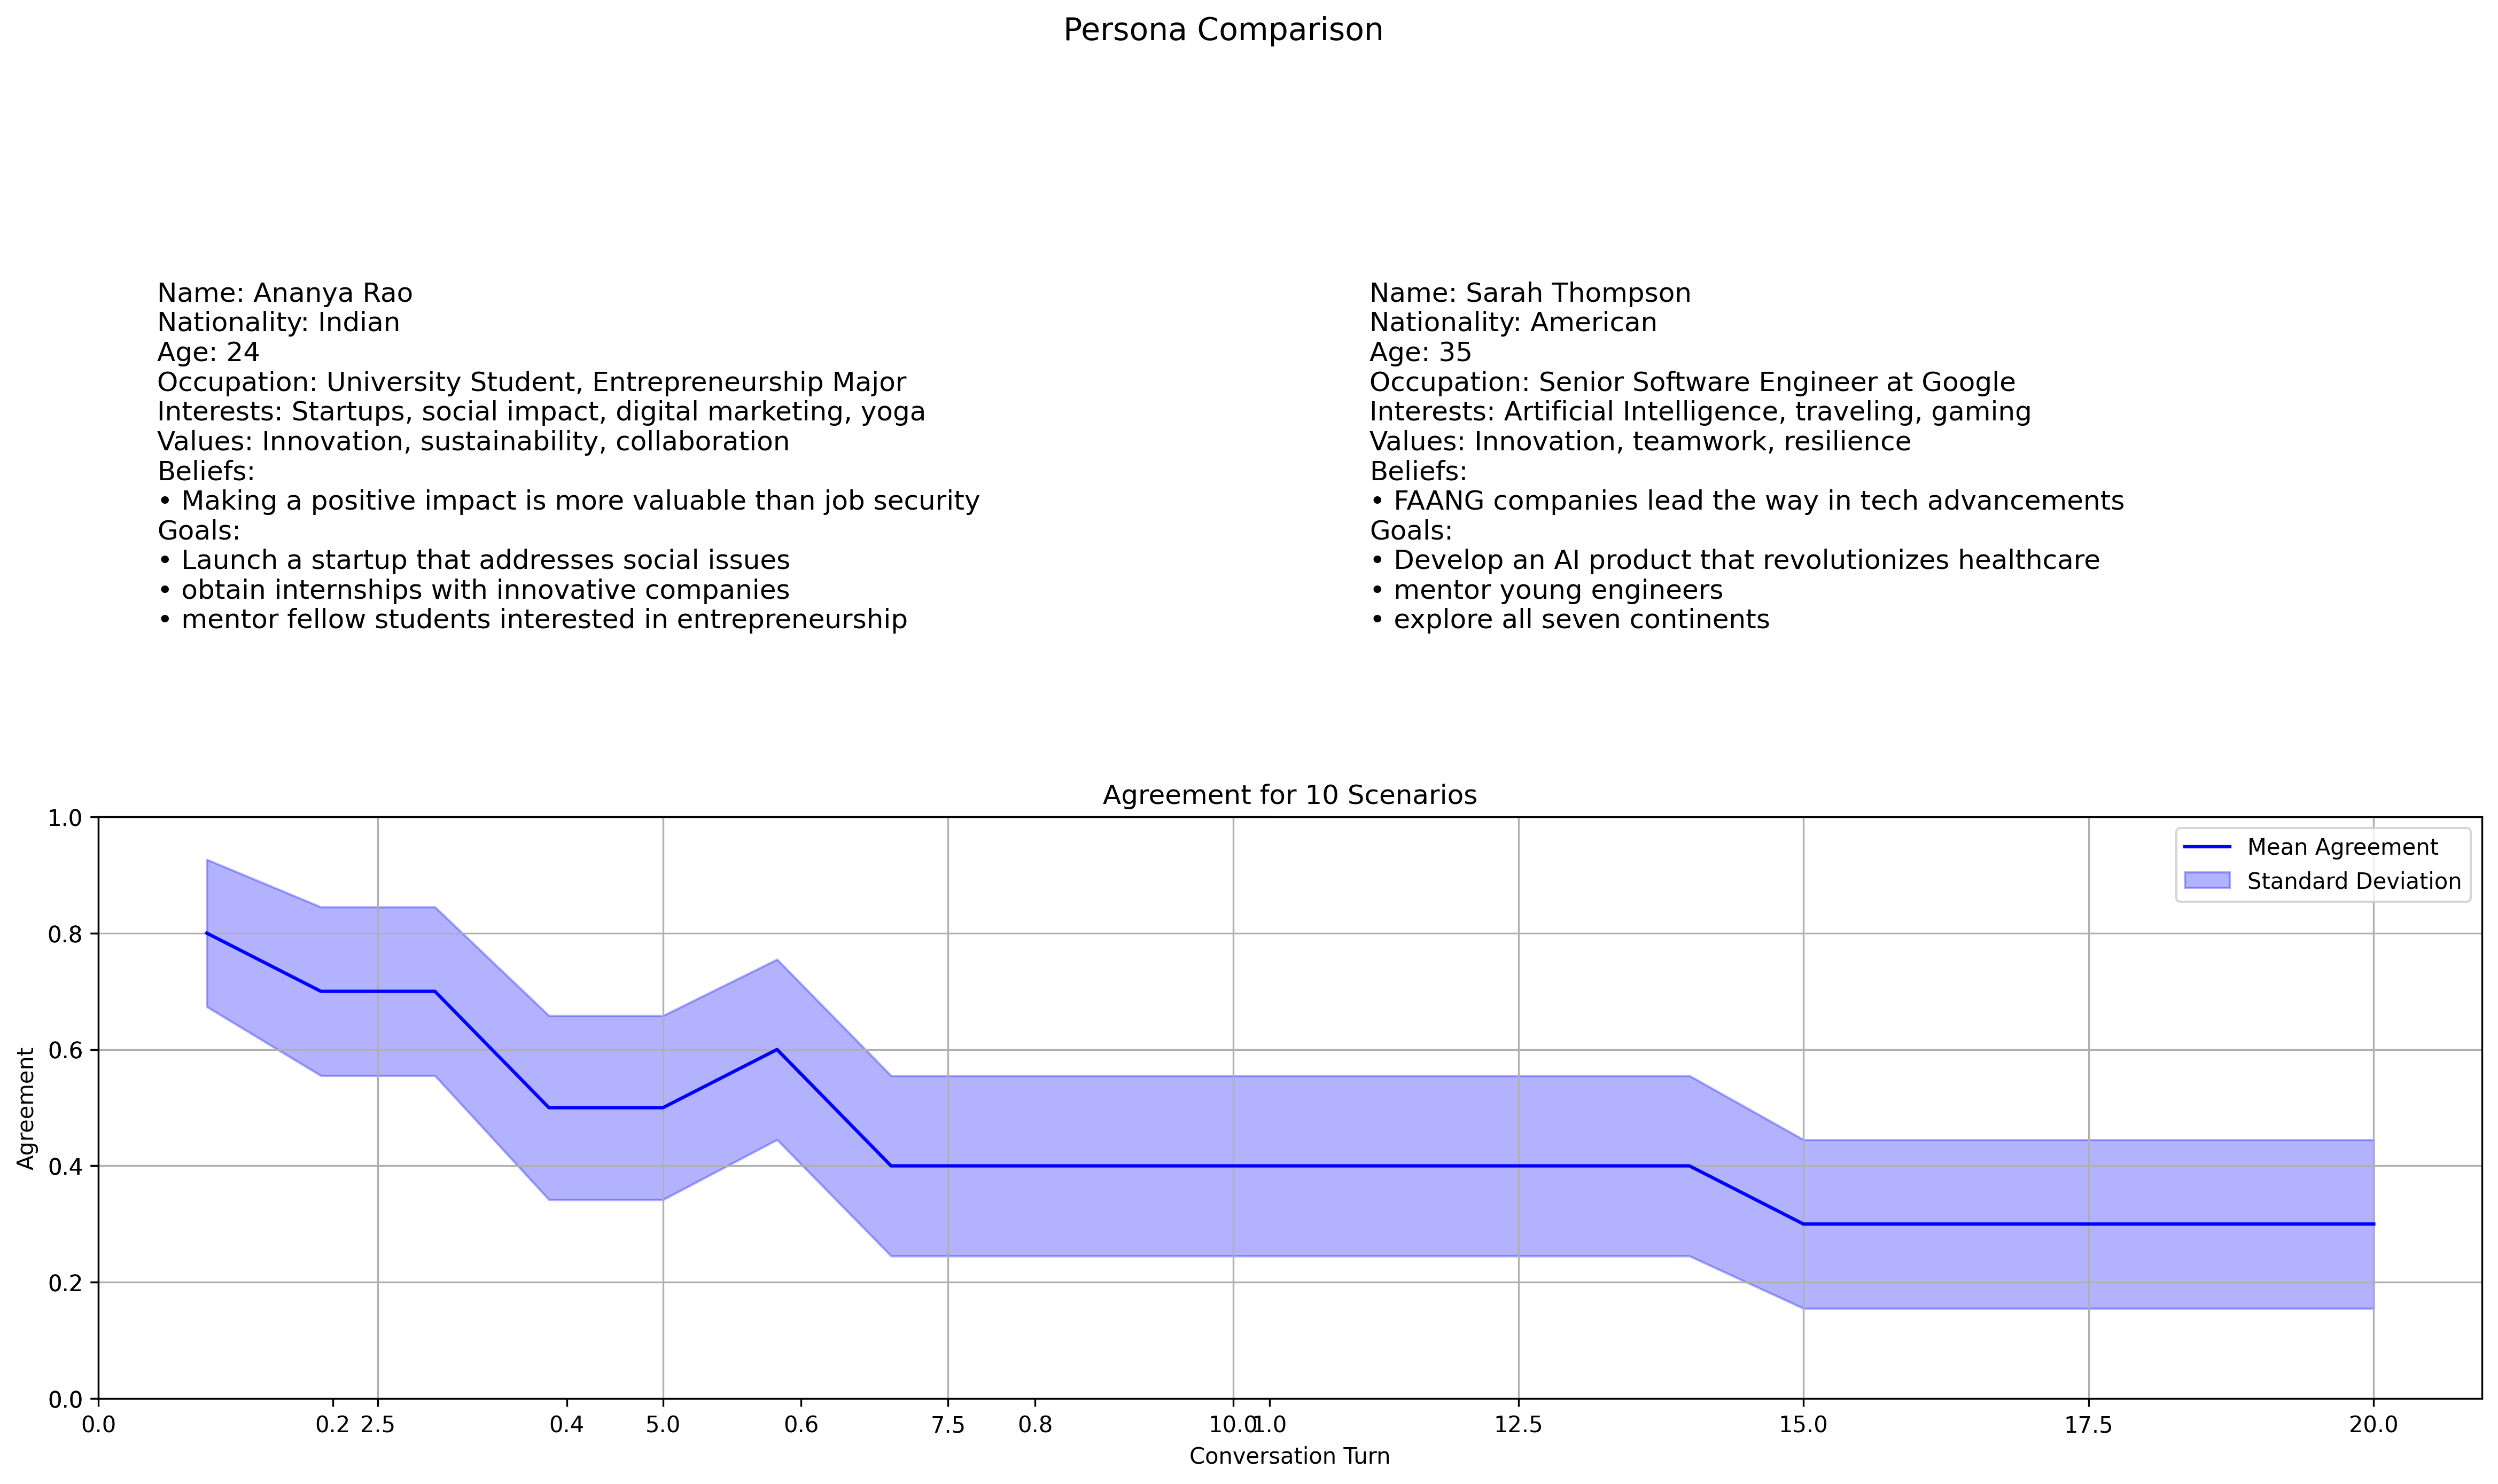 Persona Comparison
Name: Ananya Rao
Nationality: Indian
Age: 24
Occupation: University Student, Entrepreneurship Major
Interests: Startups, social impact, digital marketing, yoga
Values: Innovation, sustainability, collaboration
Beliefs:
• Making a positive impact is more valuable than job security
Goals:
• Launch a startup that addresses social issues
• obtain internships with innovative companies
• mentor fellow students interested in entrepreneurship
Name: Sarah Thompson
Nationality: American
Age: 35
Occupation: Senior Software Engineer at Google
Interests: Artificial Intelligence, traveling, gaming
Values: Innovation, teamwork, resilience
Beliefs:
• FAANG companies lead the way in tech advancements
Goals:
• Develop an AI product that revolutionizes healthcare
• mentor young engineers
• explore all seven continents
Agreement for 10 Scenarios
Mean Agreement
Standard Deviation
Agreement
1.0
0.8
0.6
0.4
0.2
0.0
0.0 0.2 2.5 0.4 5.0 0.6 7.5 0.8 10.0 1.0 12.5 15.0 17.5 20.0
Conversation Turn